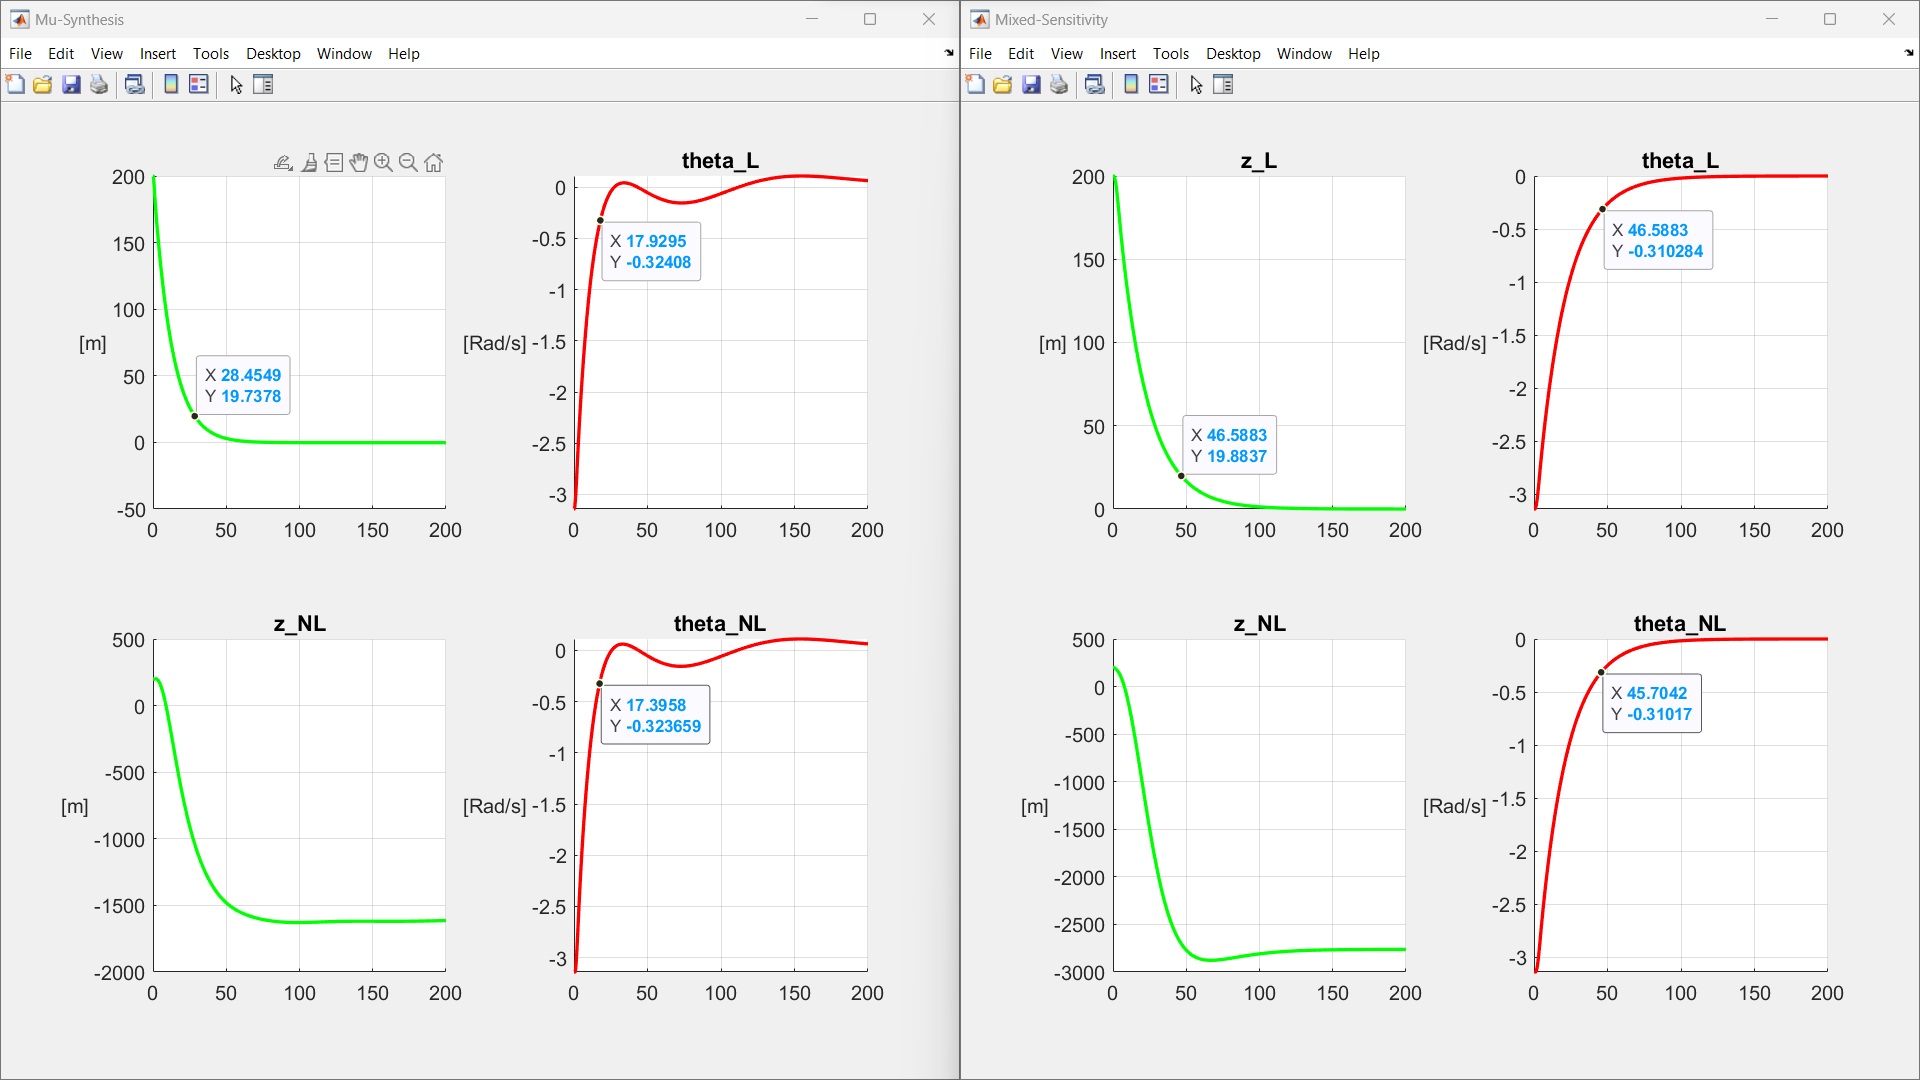 Mu-Synthesis
File Edit View Insert Tools Desktop Window Help
200
150
100
50
0
-50
[m]
X 28.4549
Y 19.7378
0 50 100 150 200
theta_L
0
-0.5
-1
-1.5
-2
-2.5
-3
[Rad/s]
X 17.9295
Y -0.32408
0 50 100 150 200
z_NL
500
0
-500
-1000
-1500
-2000
[m]
0 50 100 150 200
theta_NL
0
-0.5
-1
-1.5
-2
-2.5
-3
[Rad/s]
X 17.3958
Y -0.323659
0 50 100 150 200
Mixed-Sensitivity
File Edit View Insert Tools Desktop Window Help
z_L
200
150
100
50
0
[m]
X 46.5883
Y 19.8837
0 50 100 150 200
theta_L
0
-0.5
-1
-1.5
-2
-2.5
-3
[Rad/s]
X 46.5883
Y -0.310284
0 50 100 150 200
z_NL
500
0
-500
-1000
-1500
-2000
-2500
-3000
[m]
0 50 100 150 200
theta_NL
0
-0.5
-1
-1.5
-2
-2.5
-3
[Rad/s]
X 45.7042
Y -0.31017
0 50 100 150 200